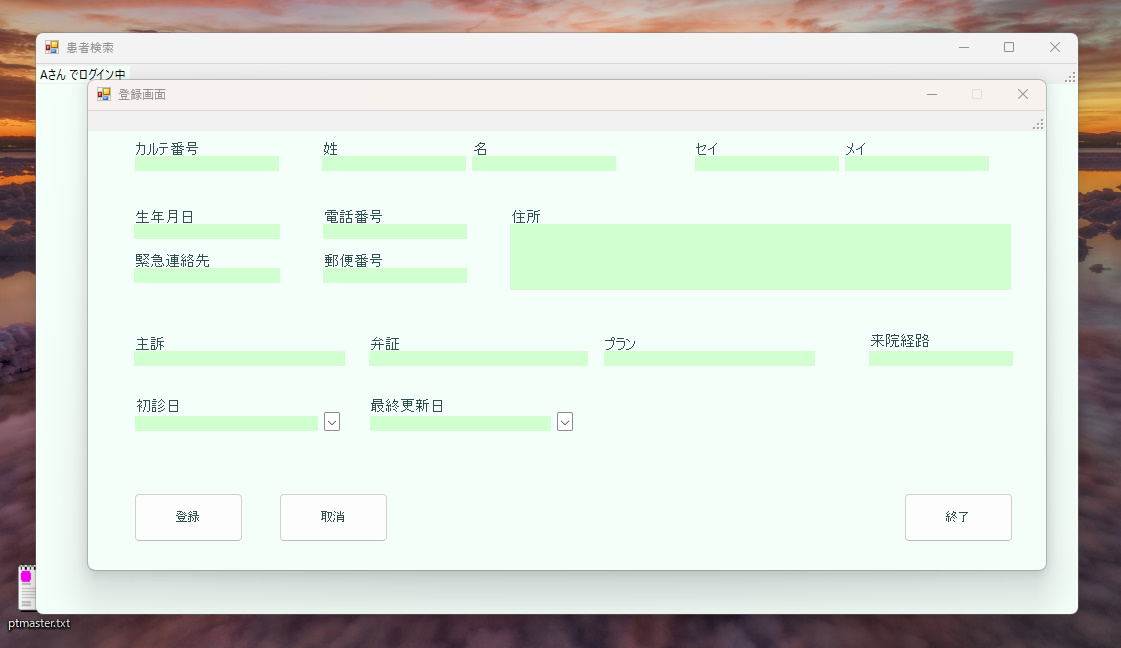 患者検索
Aさん でログイン中
登録画面
カルテ番号 姓 名 セイ メイ
生年月日 電話番号 住所
緊急連絡先 郵便番号
主訴 弁証 プラン 来院経路
初診日 最終更新日
登録 取消 終了
ptmaster.txt